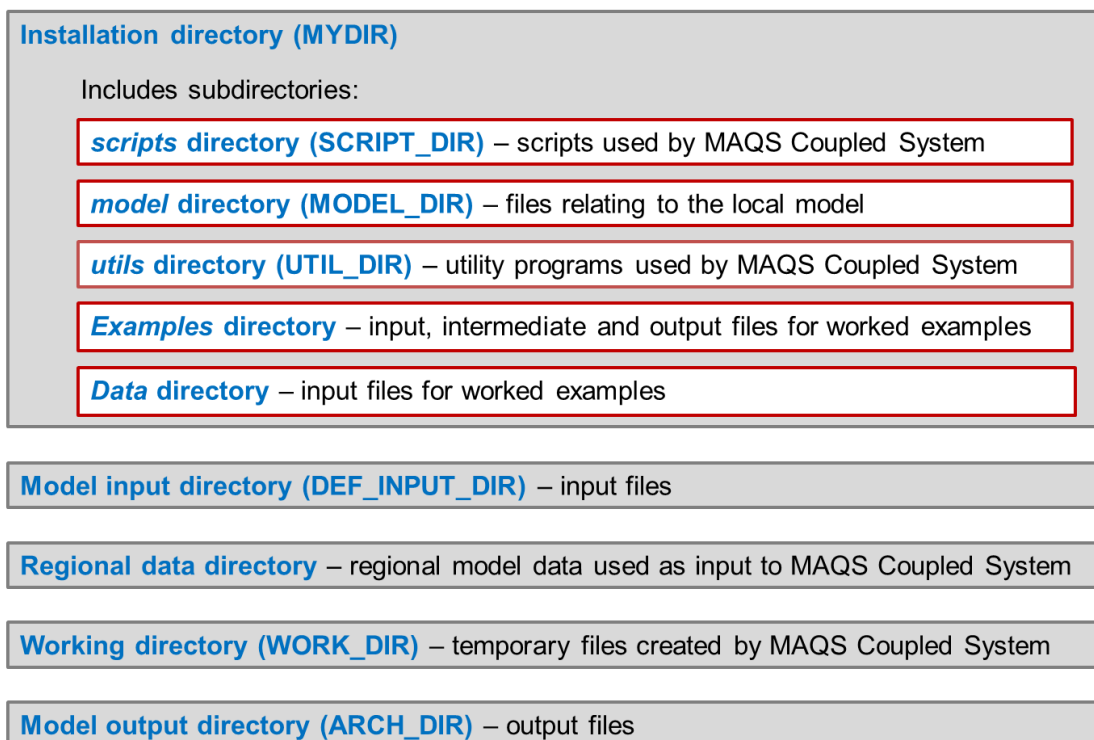 Installation directory (MYDIR)
Includes subdirectories:
scripts directory (SCRIPT_DIR) – scripts used by MAQS Coupled System
model directory (MODEL_DIR) – files relating to the local model
utils directory (UTIL_DIR) – utility programs used by MAQS Coupled System
Examples directory – input, intermediate and output files for worked examples
Data directory – input files for worked examples
Model input directory (DEF_INPUT_DIR) – input files
Regional data directory – regional model data used as input to MAQS Coupled System
Working directory (WORK_DIR) – temporary files created by MAQS Coupled System
Model output directory (ARCH_DIR) – output files